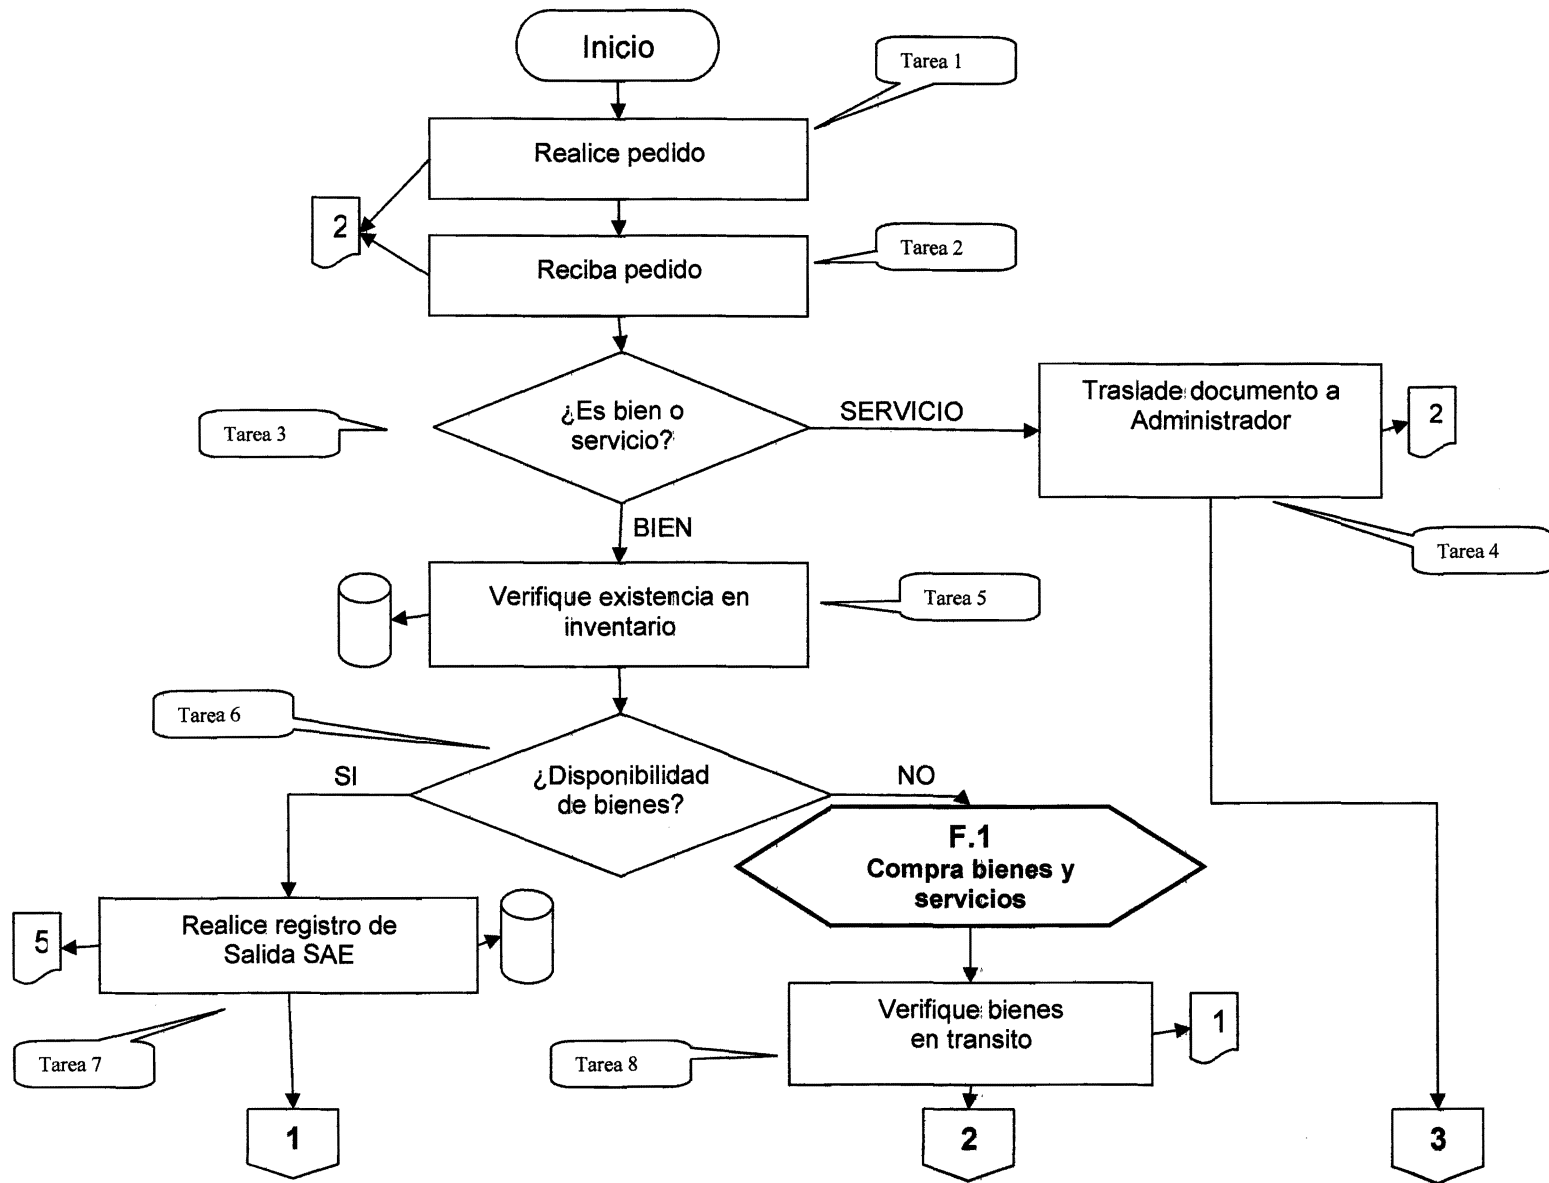 Inicio
Tarea 1
Realice pedido
2
Tarea 2
Reciba pedido
¿Es bien o
servicio?
SERVICIO
Traslade documento a
Administrador
2
Tarea 3
BIEN
Tarea 4
Verifique existencia en
inventario
Tarea 5
Tarea 6
SI
¿Disponibilidad
de bienes?
NO
F.1
Compra bienes y
servicios
5
Realice registro de
Salida SAE
Verifique bienes
en transito
1
Tarea 7
Tarea 8
1
2
3